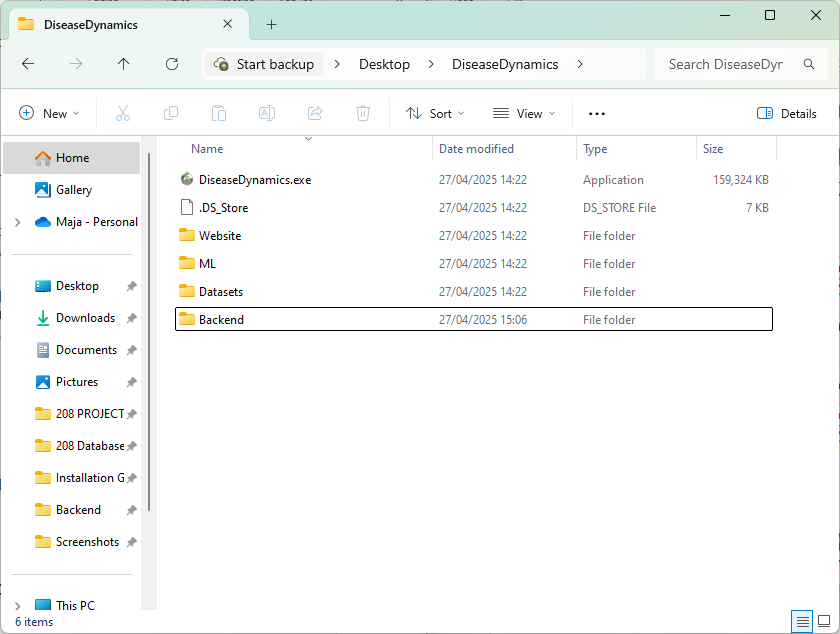 DiseaseDynamics
Start backup > Desktop > DiseaseDynamics >
Search DiseaseDyr
New
Sort
View
Details
Name Date modified Type Size
DiseaseDynamics.exe 27/04/2025 14:22 Application 159,324 KB
.DS_Store 27/04/2025 14:22 DS_STORE File 7 KB
Website 27/04/2025 14:22 File folder
ML 27/04/2025 14:22 File folder
Datasets 27/04/2025 14:22 File folder
Backend 27/04/2025 15:06 File folder
Home
Gallery
Maja - Personal
Desktop
Downloads
Documents
Pictures
208 PROJECT
208 Database
Installation G
Backend
Screenshots
This PC
6 items